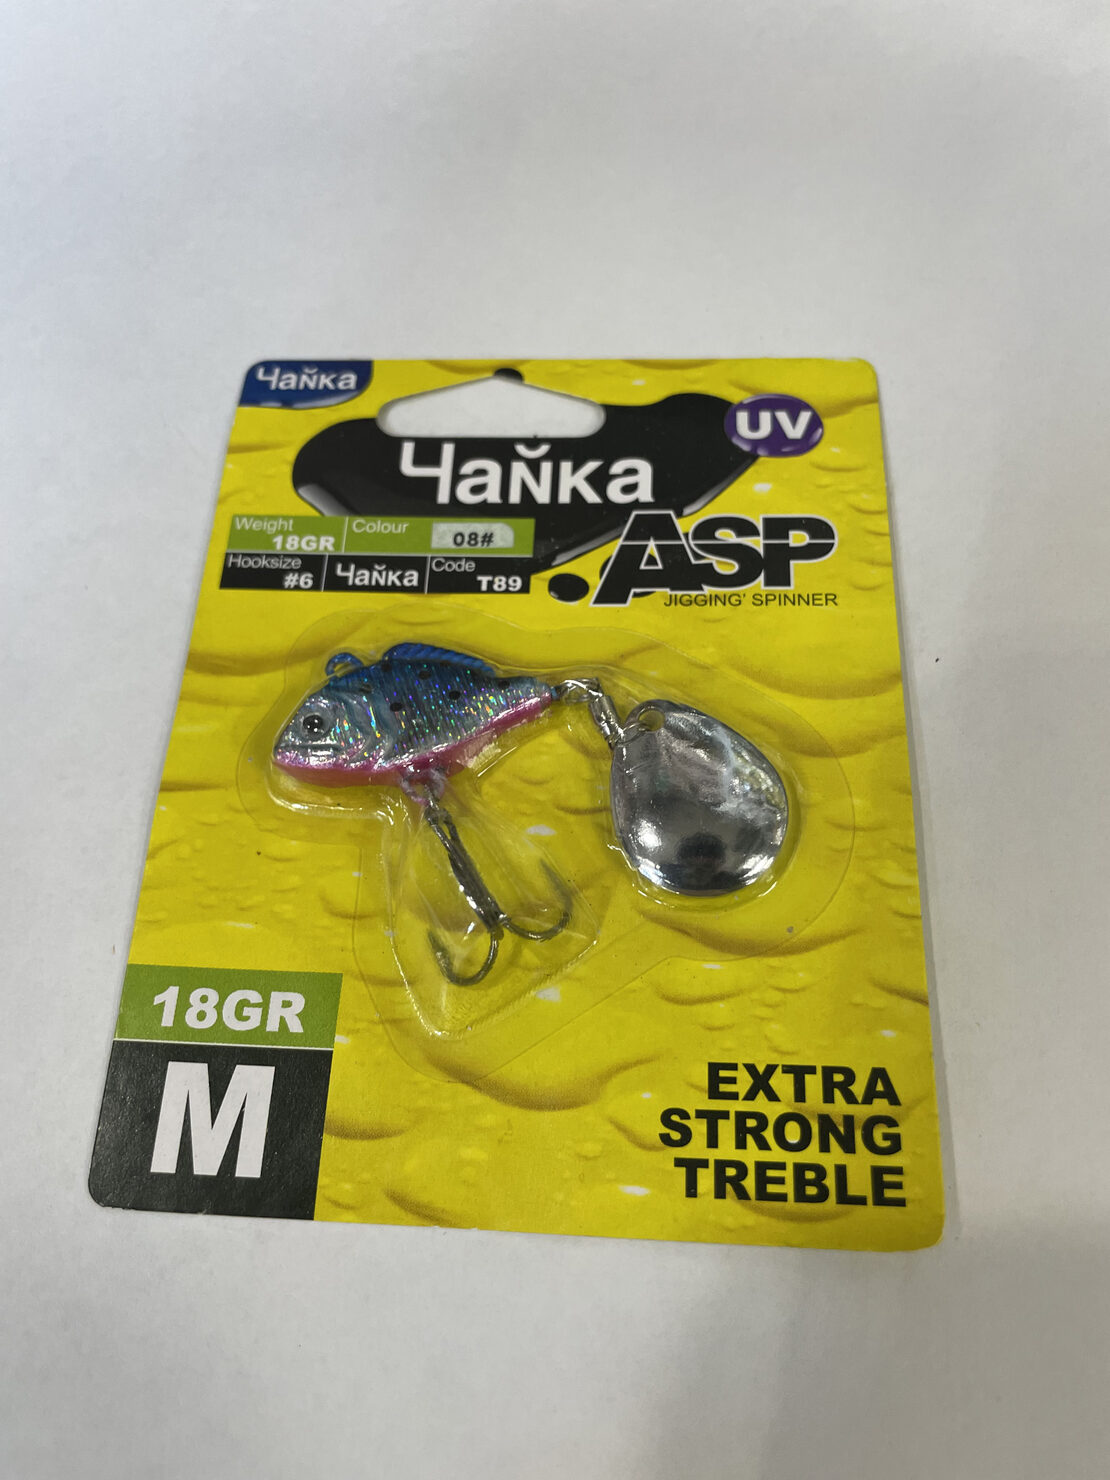 Чайка
UV
Чайка
Weight 18GR Colour 08#
Hooksize #6 Чайка Code T89
ASP
JIGGING' SPINNER
18GR
M
EXTRA
STRONG
TREBLE